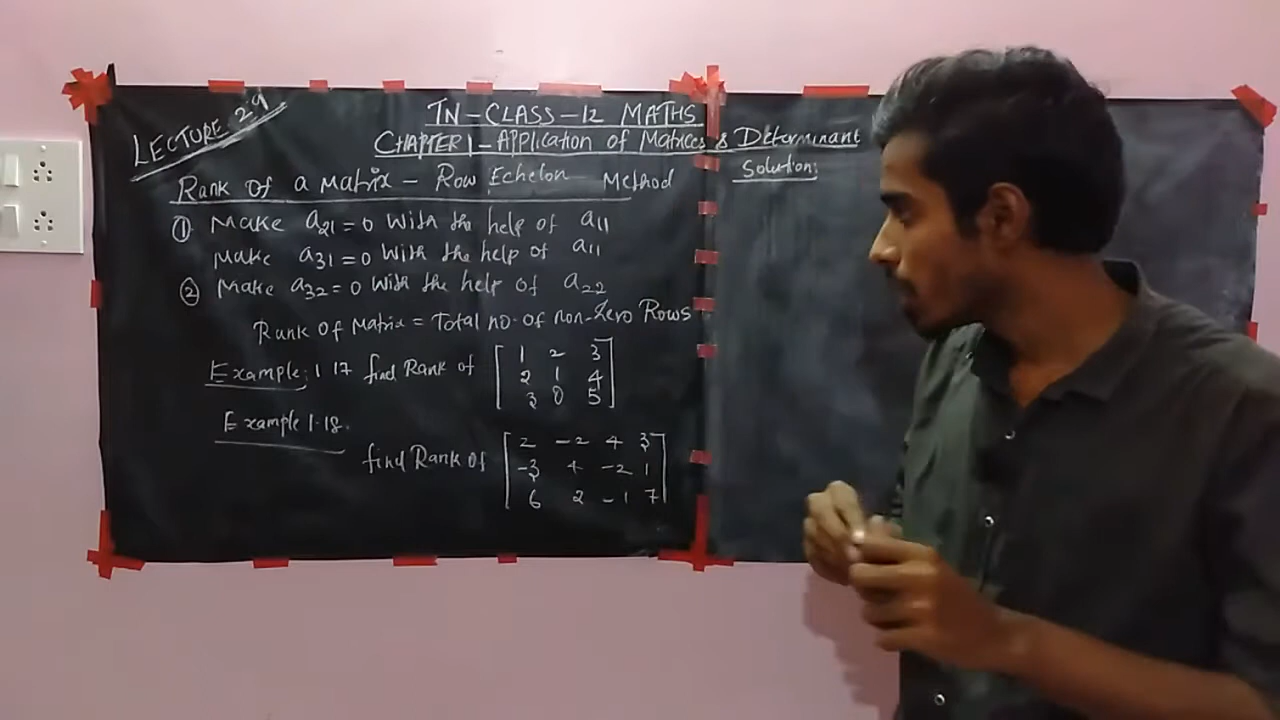 LECTURE 2.9
TN-CLASS-12 MATHS
CHAPTER 1 - Application of Matrices & Determinant
Rank of a Matrix - Row Echelon Method
Solution:
① Make a21 = 0 with the help of a11
Make a31 = 0 with the help of a11
② Make a32 = 0 with the help of a22
Rank of Matrix = Total no. of non-zero Rows
Example: 1.17 find Rank of [ 1 2 3
2 1 4
3 0 5 ]
Example 1.18.
find Rank of [ 2 -2 4 3
-3 4 -2 1
6 2 -1 7 ]